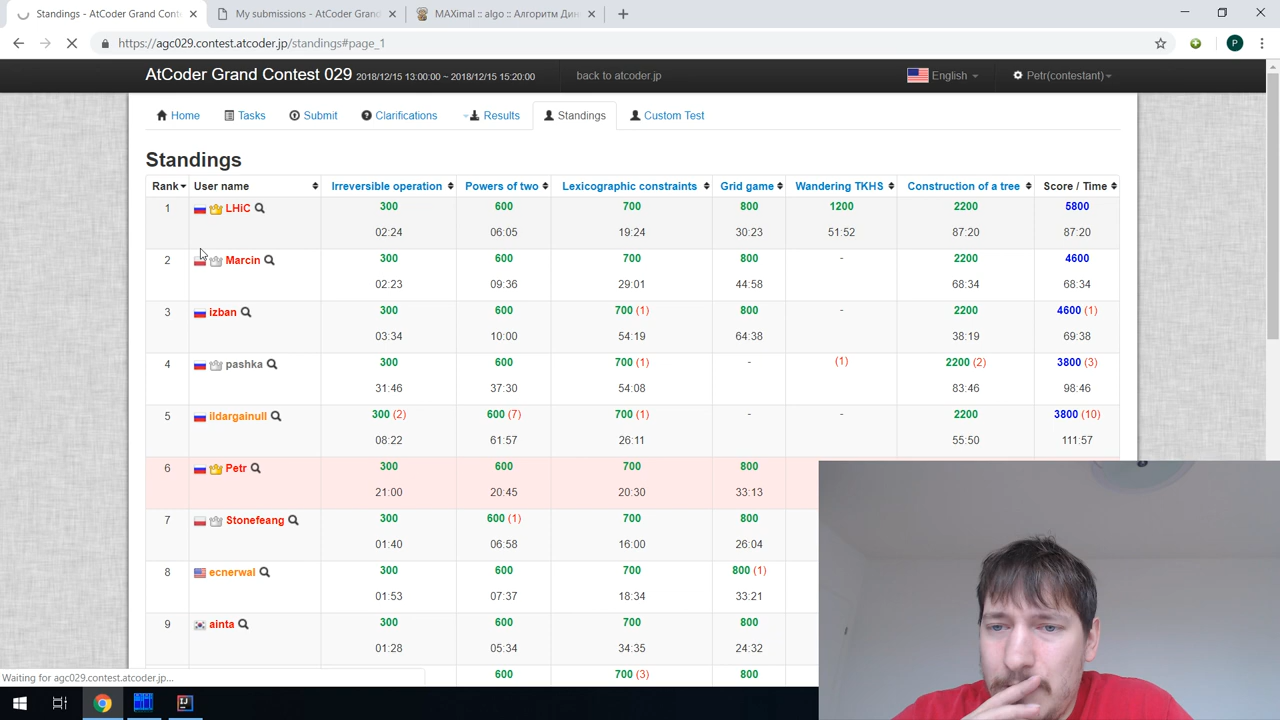 Standings - AtCoder Grand Cont
My submissions - AtCoder Grand
MAXimal :: algo :: Алгоритм Дин
https://agc029.contest.atcoder.jp/standings#page_1
P
AtCoder Grand Contest 029 2018/12/15 13:00:00 ~ 2018/12/15 15:20:00 back to atcoder.jp English Petr(contestant)
Home Tasks Submit Clarifications Results Standings Custom Test
Standings
Rank User name Irreversible operation Powers of two Lexicographic constraints Grid game Wandering TKHS Construction of a tree Score / Time
1 LHiC 300 600 700 800 1200 2200 5800
02:24 06:05 19:24 30:23 51:52 87:20 87:20
2 Marcin 300 600 700 800 - 2200 4600
02:23 09:36 29:01 44:58 68:34 68:34
3 izban 300 600 700 (1) 800 - 2200 4600 (1)
03:34 10:00 54:19 64:38 38:19 69:38
4 pashka 300 600 700 (1) - (1) 2200 (2) 3800 (3)
31:46 37:30 54:08 83:46 98:46
5 ildargainull 300 (2) 600 (7) 700 (1) - - 2200 3800 (10)
08:22 61:57 26:11 55:50 111:57
6 Petr 300 600 700 800
21:00 20:45 20:30 33:13
7 Stonefeang 300 600 (1) 700 800
01:40 06:58 16:00 26:04
8 ecnerwal 300 600 700 800 (1)
01:53 07:37 18:34 33:21
9 ainta 300 600 700 800
01:28 05:34 34:35 24:32
600 700 (3) 800
Waiting for agc029.contest.atcoder.jp...